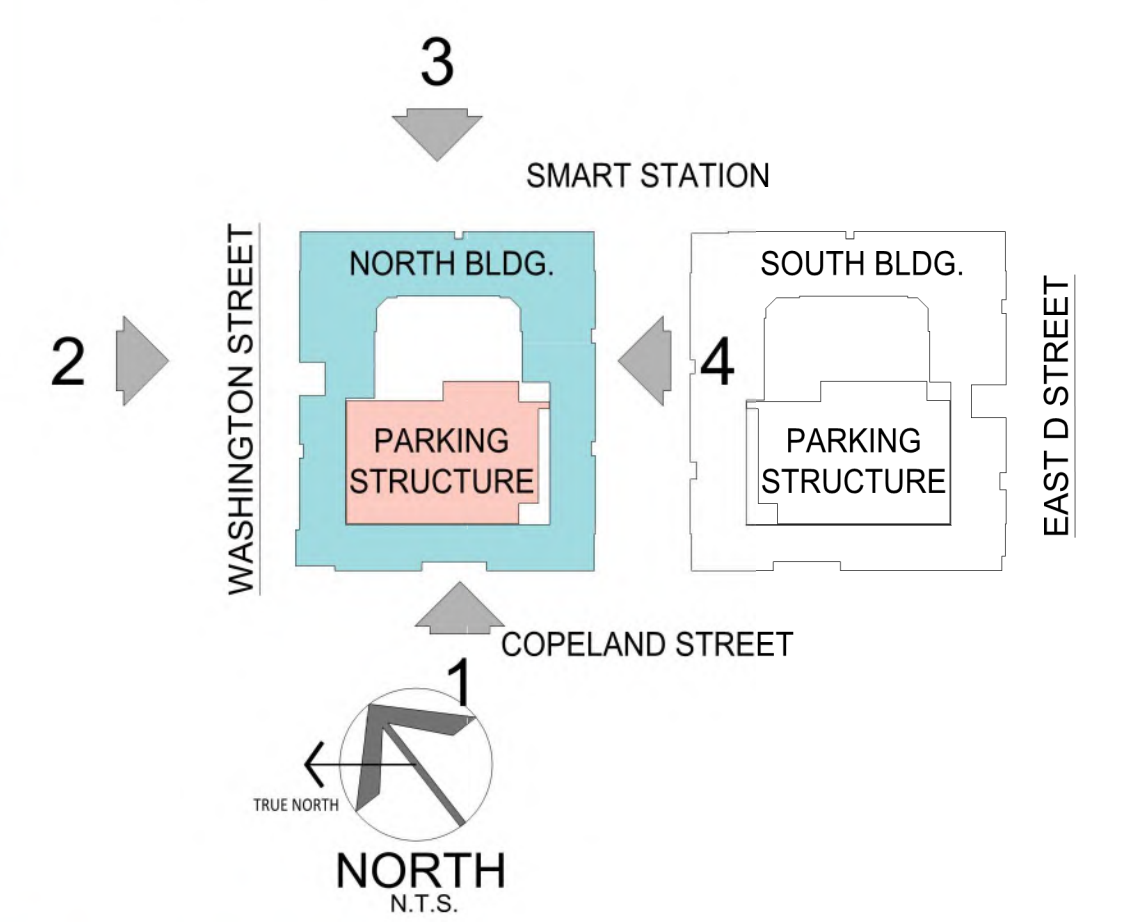 3
SMART STATION
WASHINGTON STREET
NORTH BLDG.
SOUTH BLDG.
2
4
EAST D STREET
PARKING
STRUCTURE
PARKING
STRUCTURE
COPELAND STREET
1
TRUE NORTH
NORTH
N.T.S.